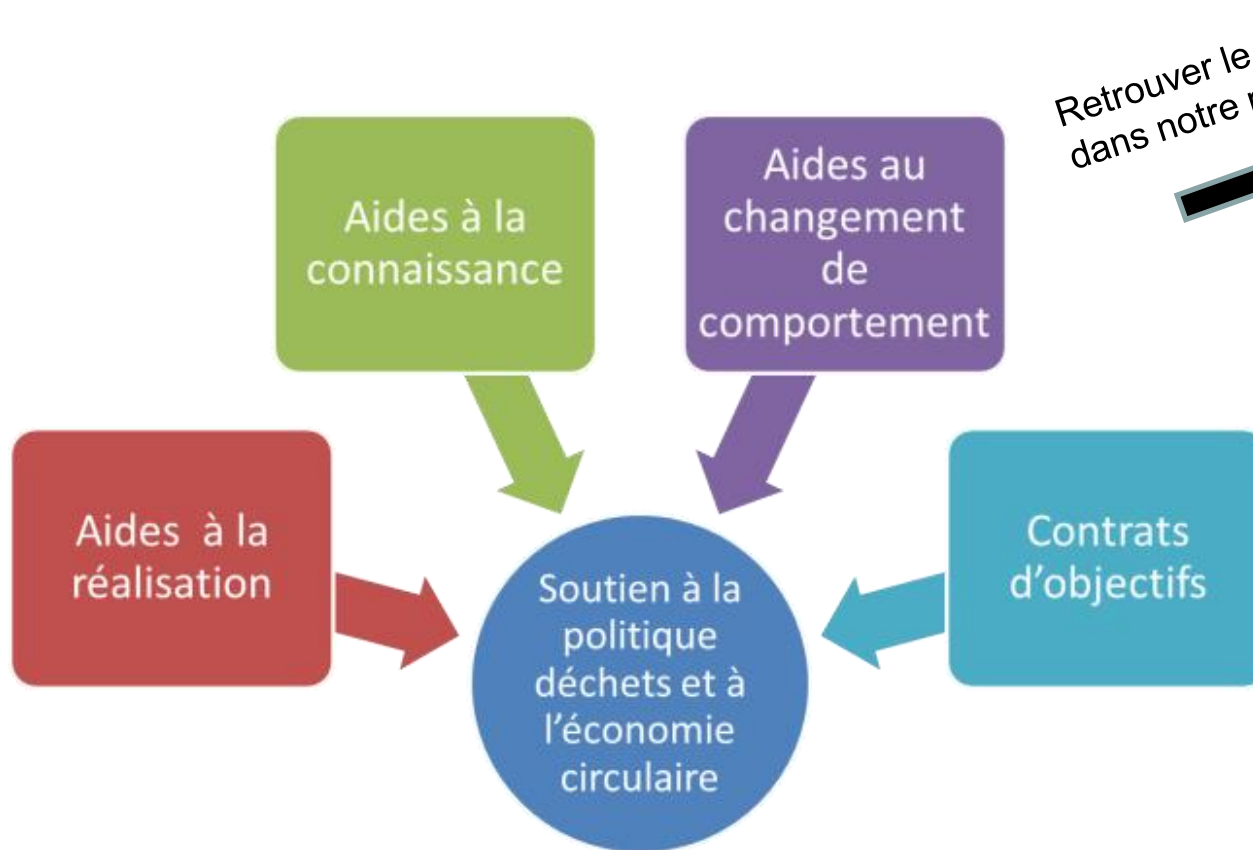 Retrouver le
dans notre
Aides au
changement
de
comportement
Aides à la
connaissance
Aides à la
réalisation
Contrats
d'objectifs
Soutien à la
politique
déchets et à
l'économie
circulaire